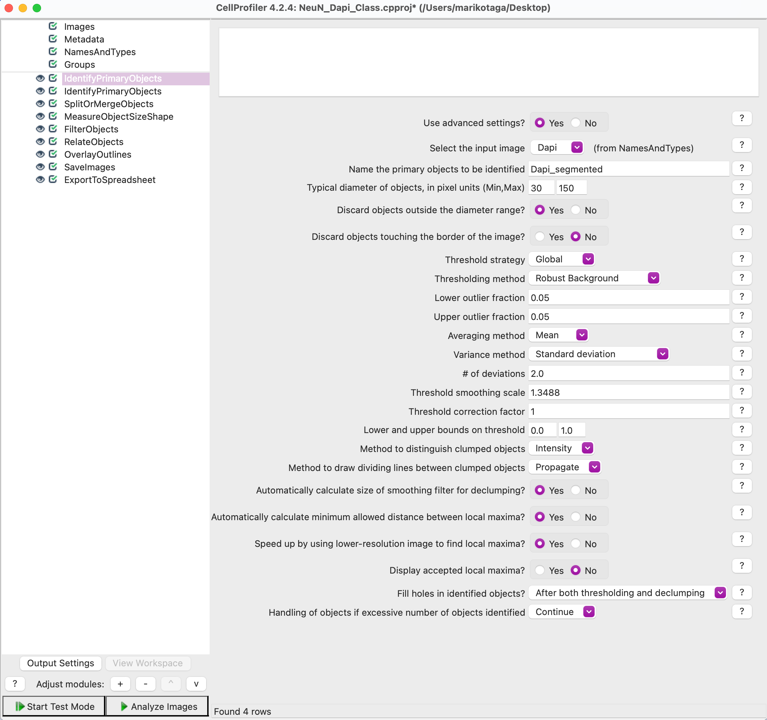 CellProfiler 4.2.4: NeuN_Dapi_Class.cpproj* (/Users/marikotaga/Desktop)
Images
Metadata
NamesAndTypes
Groups
IdentifyPrimaryObjects
IdentifyPrimaryObjects
SplitOrMergeObjects
MeasureObjectSizeShape
FilterObjects
RelateObjects
OverlayOutlines
SaveImages
ExportToSpreadsheet
Output Settings View Workspace
? Adjust modules: + - ^ v
Start Test Mode Analyze Images
Use advanced settings? Yes No ?
Select the input image Dapi (from NamesAndTypes) ?
Name the primary objects to be identified Dapi_segmented ?
Typical diameter of objects, in pixel units (Min,Max) 30 150 ?
Discard objects outside the diameter range? Yes No ?
Discard objects touching the border of the image? Yes No ?
Threshold strategy Global ?
Thresholding method Robust Background ?
Lower outlier fraction 0.05 ?
Upper outlier fraction 0.05 ?
Averaging method Mean ?
Variance method Standard deviation ?
# of deviations 2.0 ?
Threshold smoothing scale 1.3488 ?
Threshold correction factor 1 ?
Lower and upper bounds on threshold 0.0 1.0 ?
Method to distinguish clumped objects Intensity ?
Method to draw dividing lines between clumped objects Propagate ?
Automatically calculate size of smoothing filter for declumping? Yes No ?
Automatically calculate minimum allowed distance between local maxima? Yes No ?
Speed up by using lower-resolution image to find local maxima? Yes No ?
Display accepted local maxima? Yes No ?
Fill holes in identified objects? After both thresholding and declumping ?
Handling of objects if excessive number of objects identified Continue ?
Found 4 rows